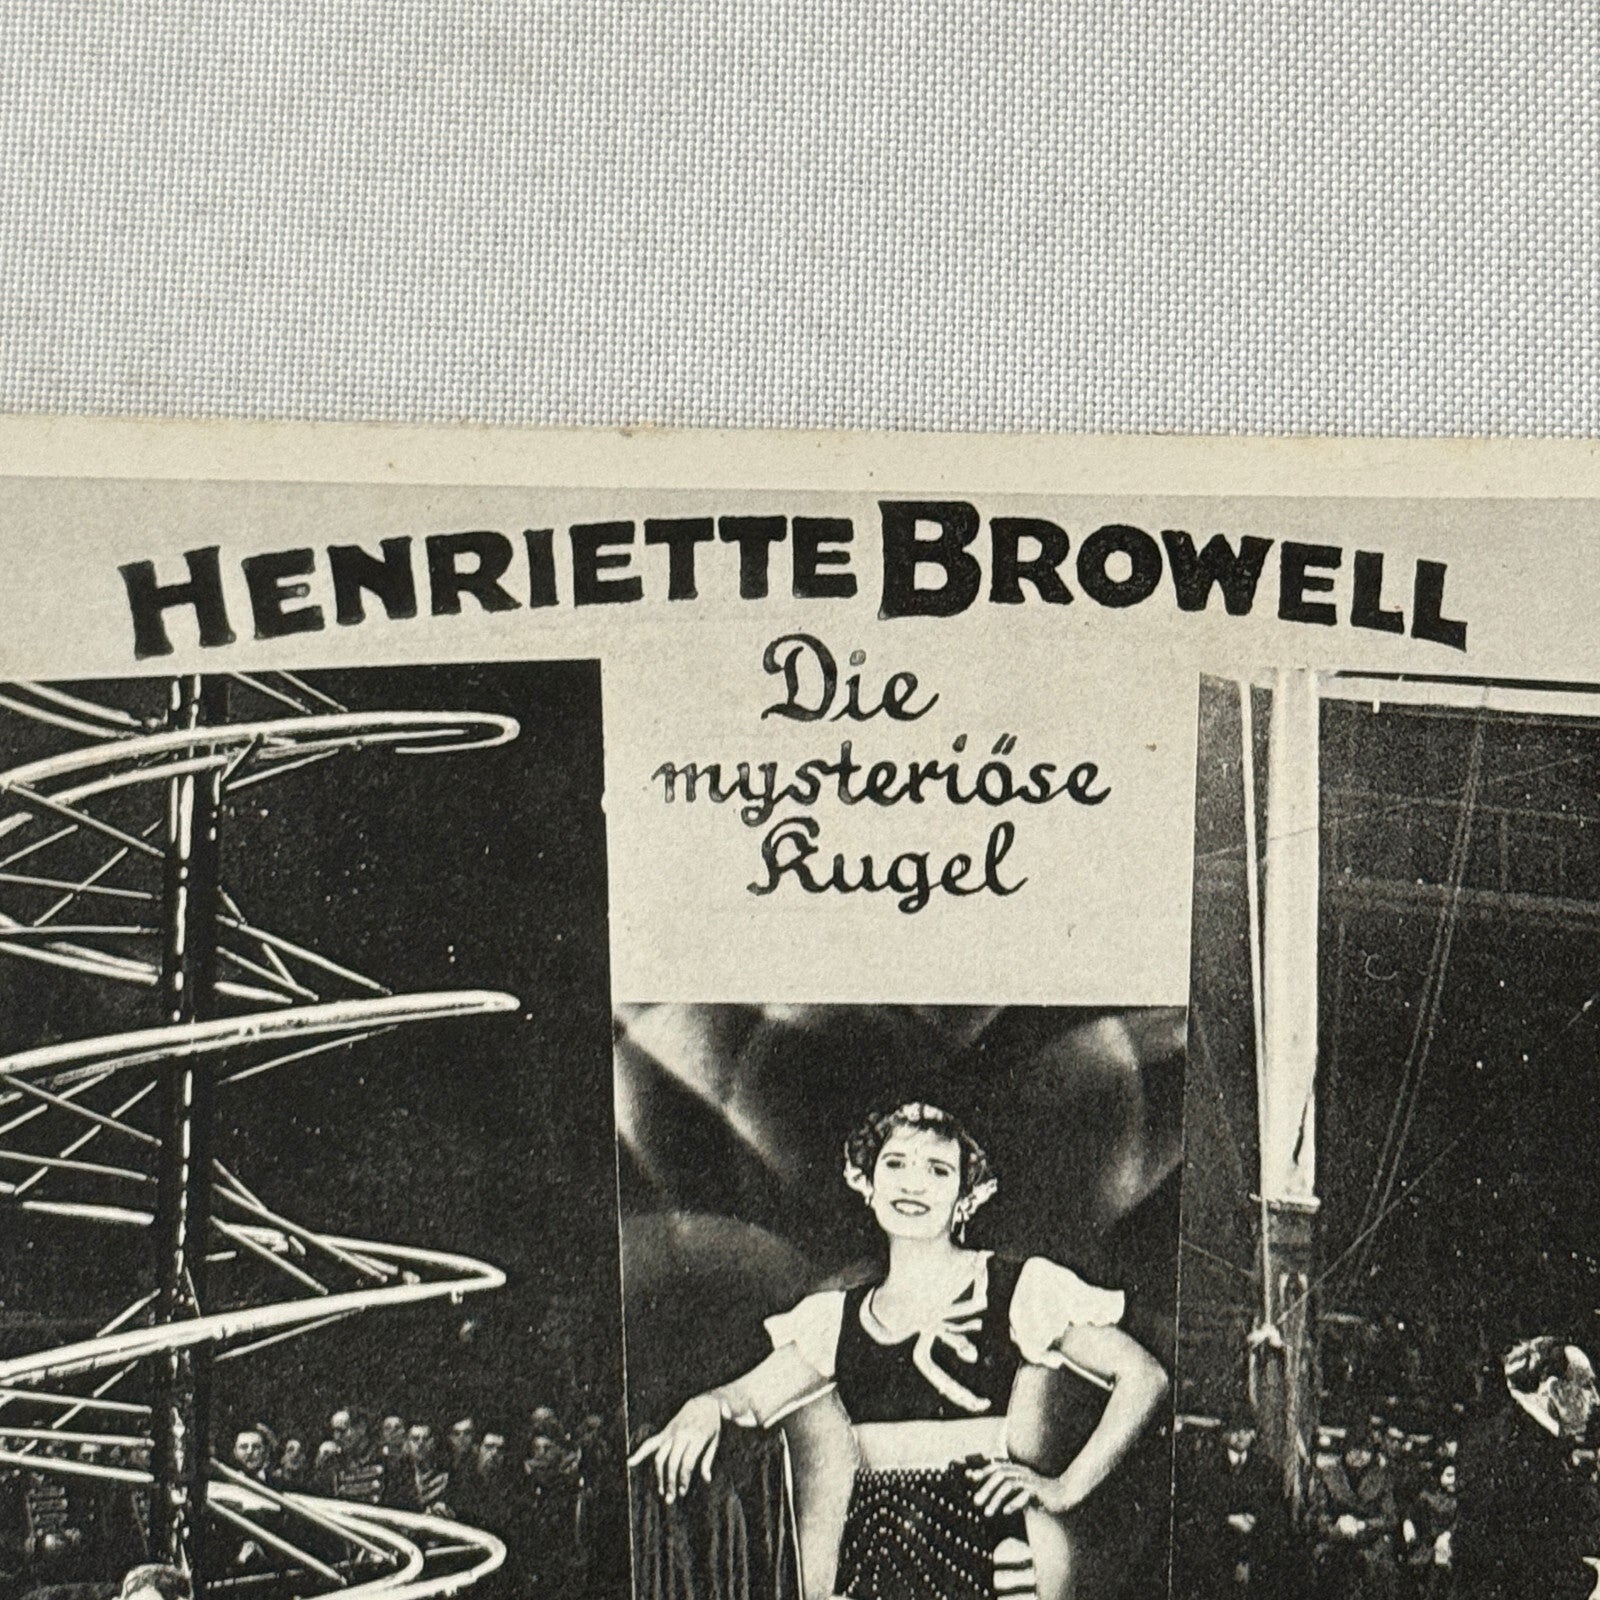 HENRIETTE BROWELL
Die
mysteriöse
Kugel